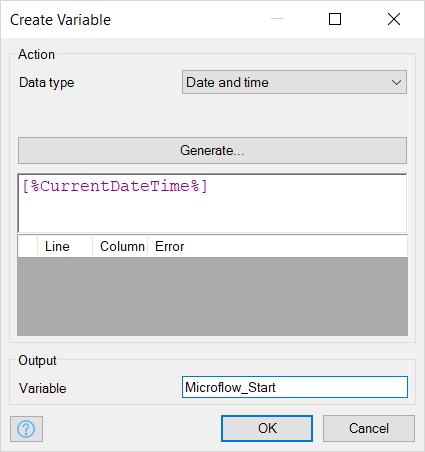 Create Variable
Action
Data type Date and time
Generate...
[%CurrentDateTime%]
Line Column Error
Output
Variable Microflow_Start
? OK Cancel